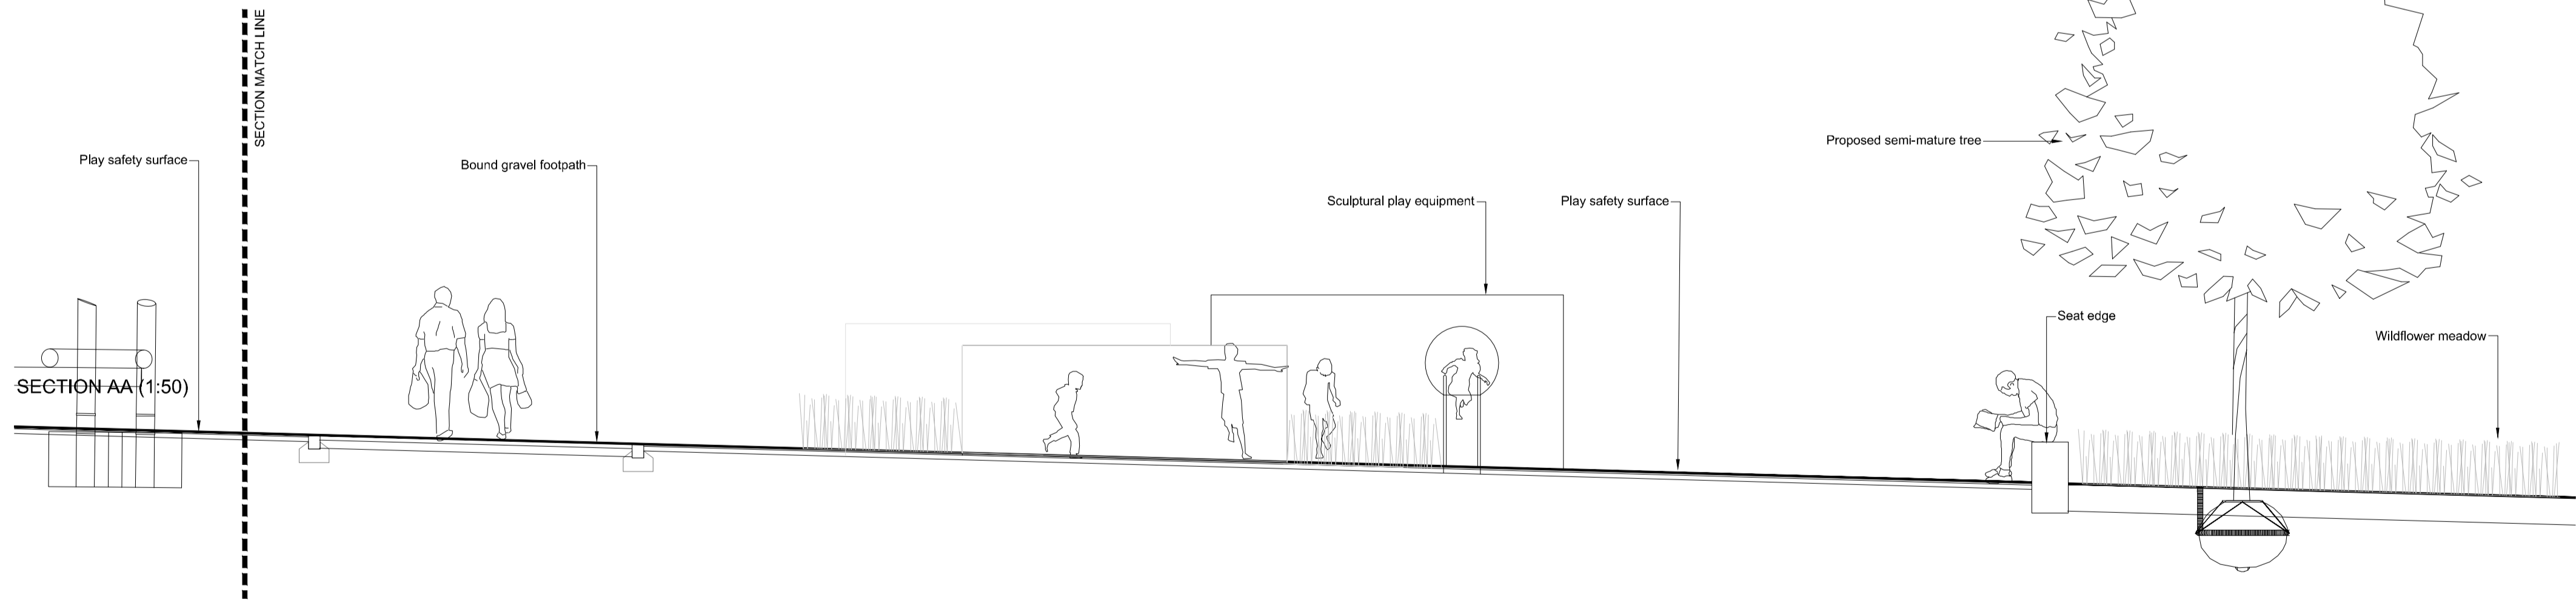 SECTION MATCH LINE
Play safety surface
Bound gravel footpath
Sculptural play equipment
Play safety surface
Proposed semi-mature tree
Seat edge
Wildflower meadow
SECTION AA (1:50)